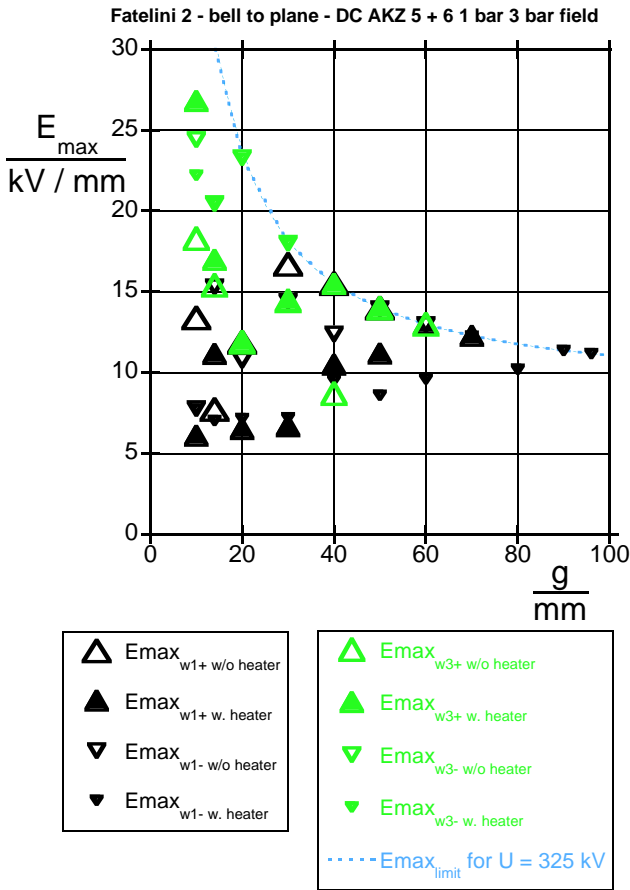 Fatelini 2 - bell to plane - DC AKZ 5 + 6 1 bar 3 bar field
E max
kV / mm
30
25
20
15
10
5
0
0 20 40 60 80 100
g
mm
Emax w1+ w/o heater
Emax w1+ w. heater
Emax w1- w/o heater
Emax w1- w. heater
Emax w3+ w/o heater
Emax w3+ w. heater
Emax w3- w/o heater
Emax w3- w. heater
Emax limit for U = 325 kV